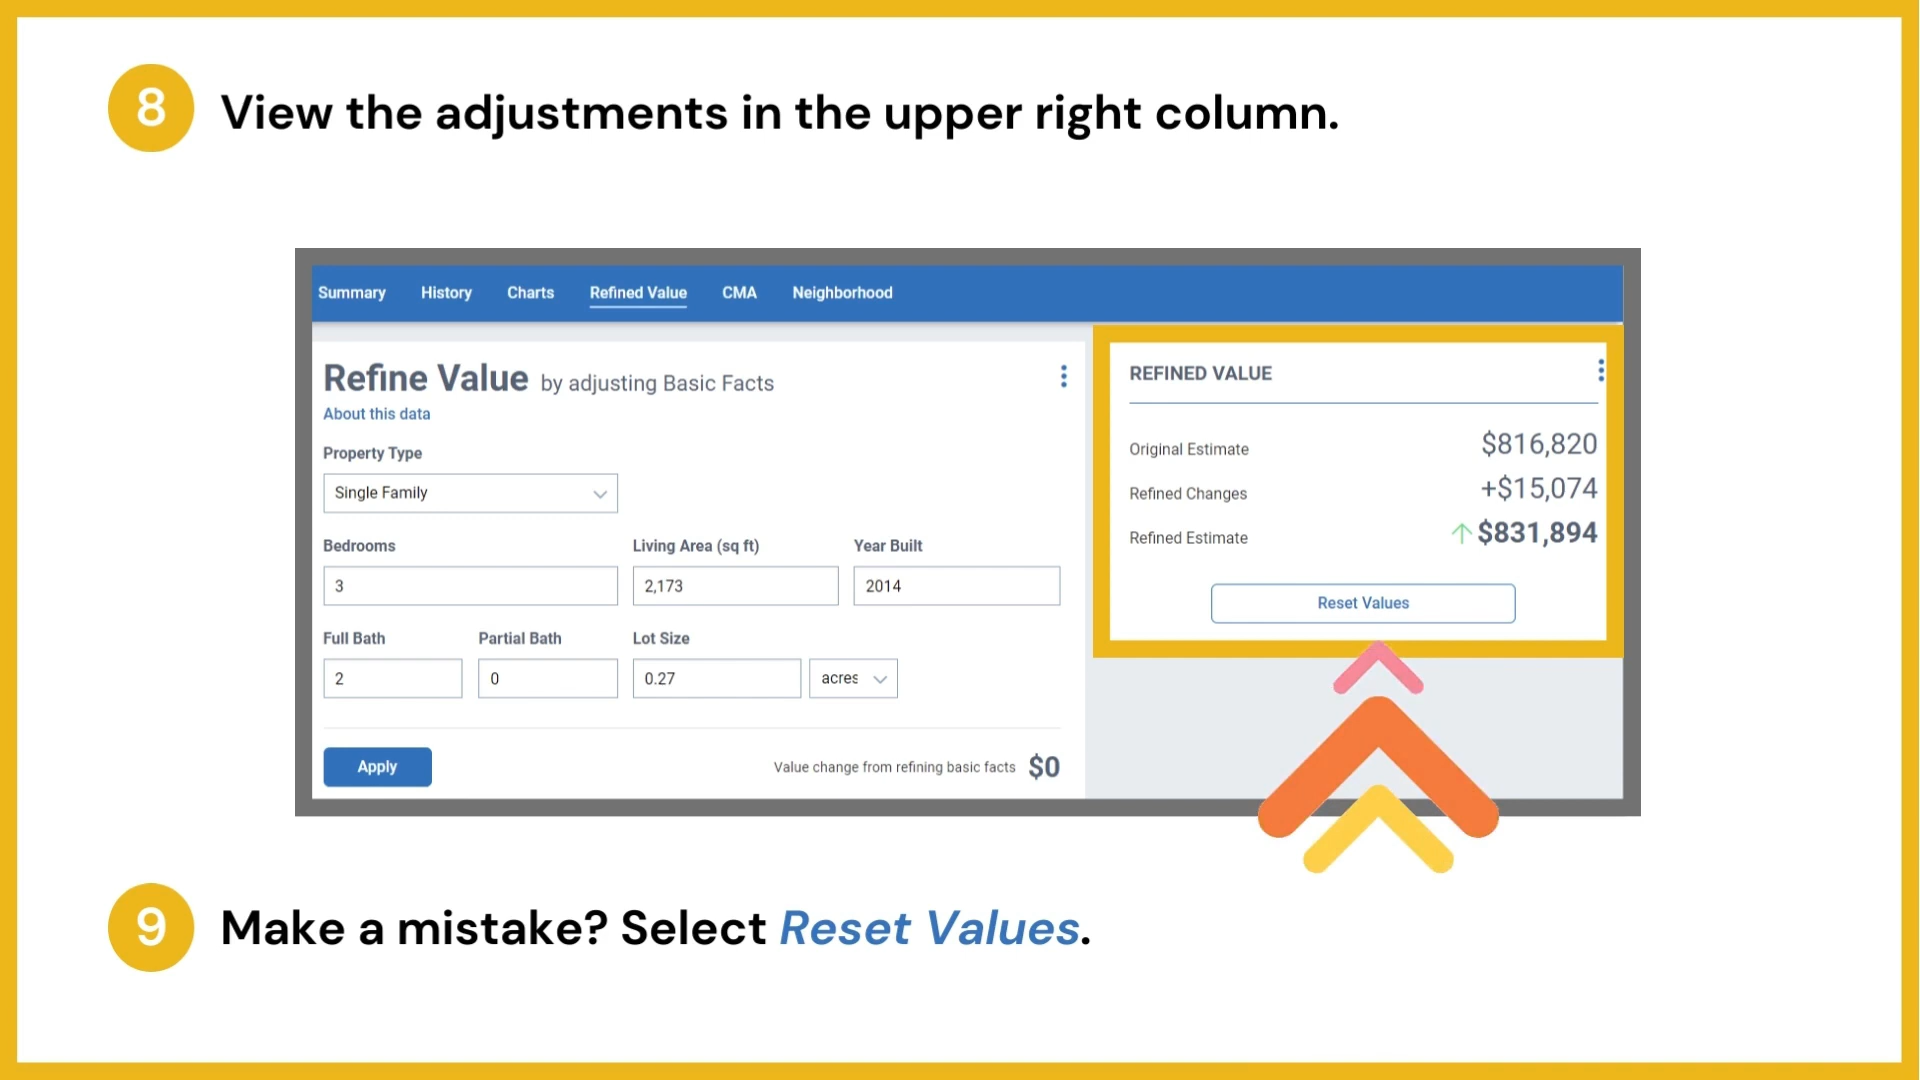 8 View the adjustments in the upper right column.
Summary History Charts Refined Value CMA Neighborhood
Refine Value by adjusting Basic Facts
About this data
Property Type
Single Family
Bedrooms Living Area (sq ft) Year Built
3 2,173 2014
Full Bath Partial Bath Lot Size
2 0 0.27 acres
Apply Value change from refining basic facts $0
REFINED VALUE
Original Estimate $816,820
Refined Changes +$15,074
Refined Estimate $831,894
Reset Values
9 Make a mistake? Select Reset Values.